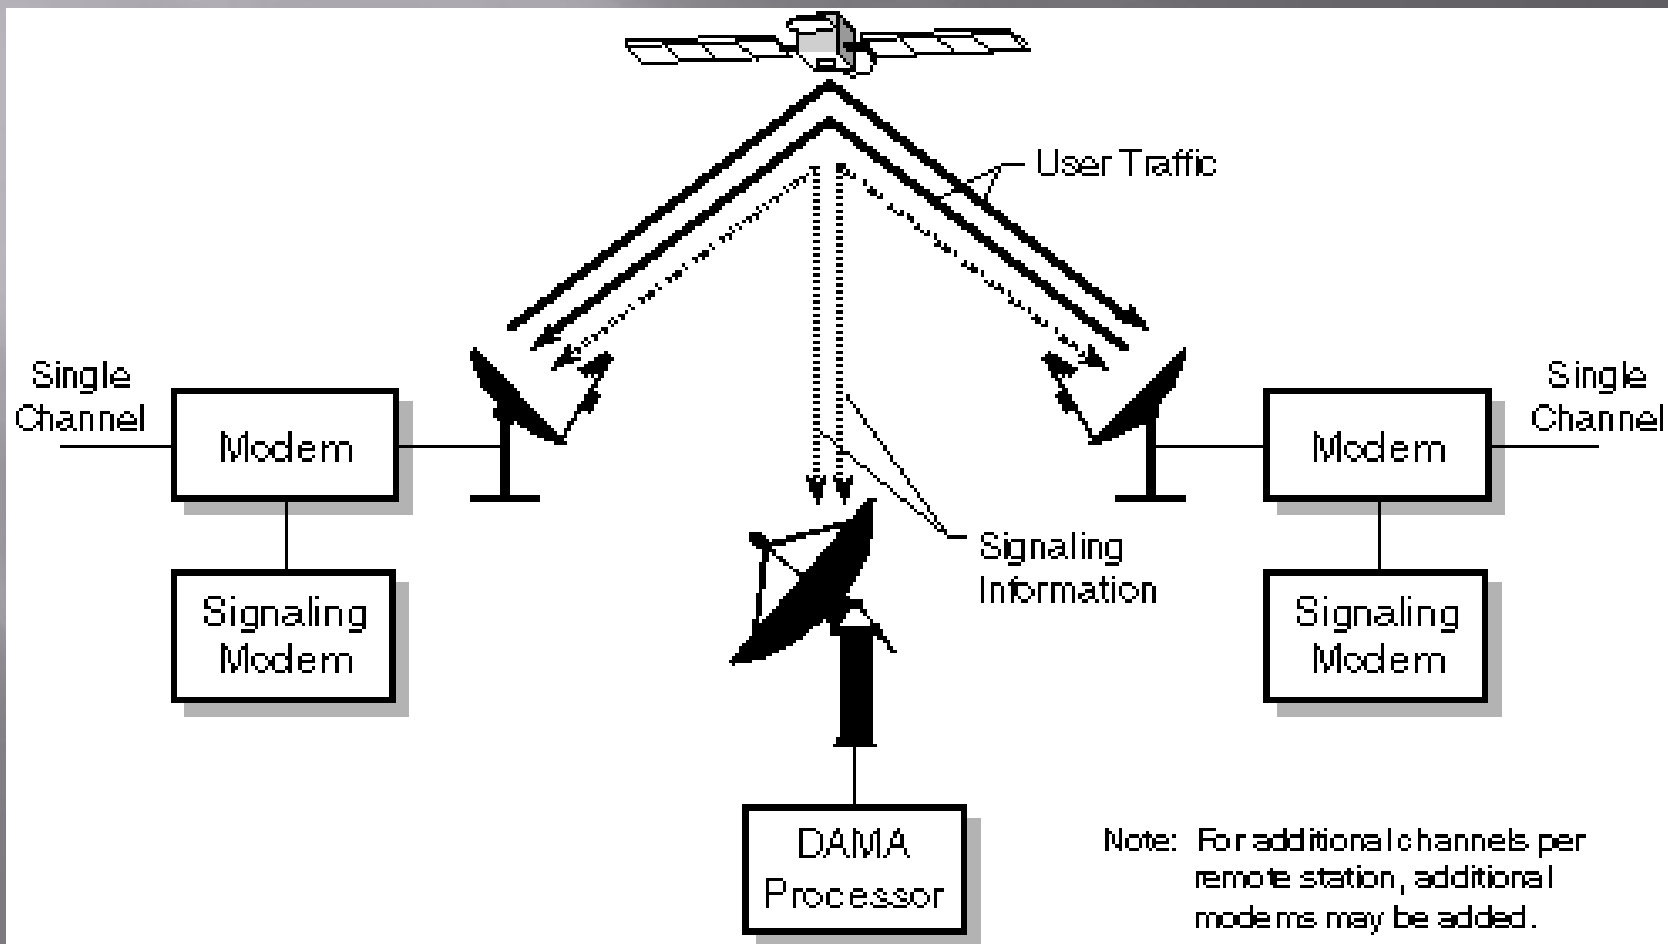 User Traffic
Single
Channel
Modem
Signaling
Modem
Signaling
Information
Single
Channel
Modem
Signaling
Modem
DAMA
Processor
Note: For additional channels per
remote station, additional
modems may be added.